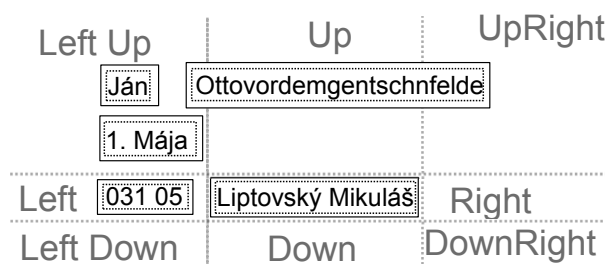 Left Up Up UpRight
Ján Ottovordemgentschnfelde
1. Mája
Left 031 05 Liptovský Mikuláš Right
Left Down Down DownRight